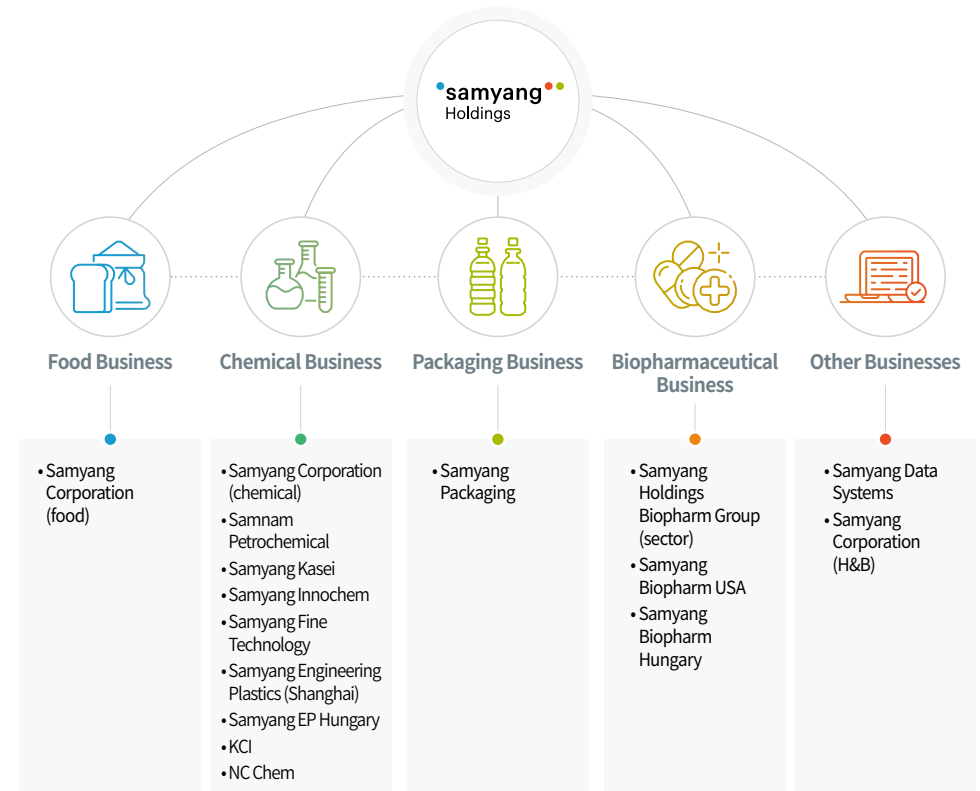 samyang
Holdings
Food Business
Chemical Business
Packaging Business
Biopharmaceutical
Business
Other Businesses
• Samyang
Corporation
(food)
• Samyang Corporation
(chemical)
• Samnam
Petrochemical
• Samyang Kasei
• Samyang Innochem
• Samyang Fine
Technology
• Samyang Engineering
Plastics (Shanghai)
• Samyang EP Hungary
• KCI
• NC Chem
• Samyang
Packaging
• Samyang
Holdings
Biopharm Group
(sector)
• Samyang
Biopharm USA
• Samyang
Biopharm
Hungary
• Samyang Data
Systems
• Samyang
Corporation
(H&B)